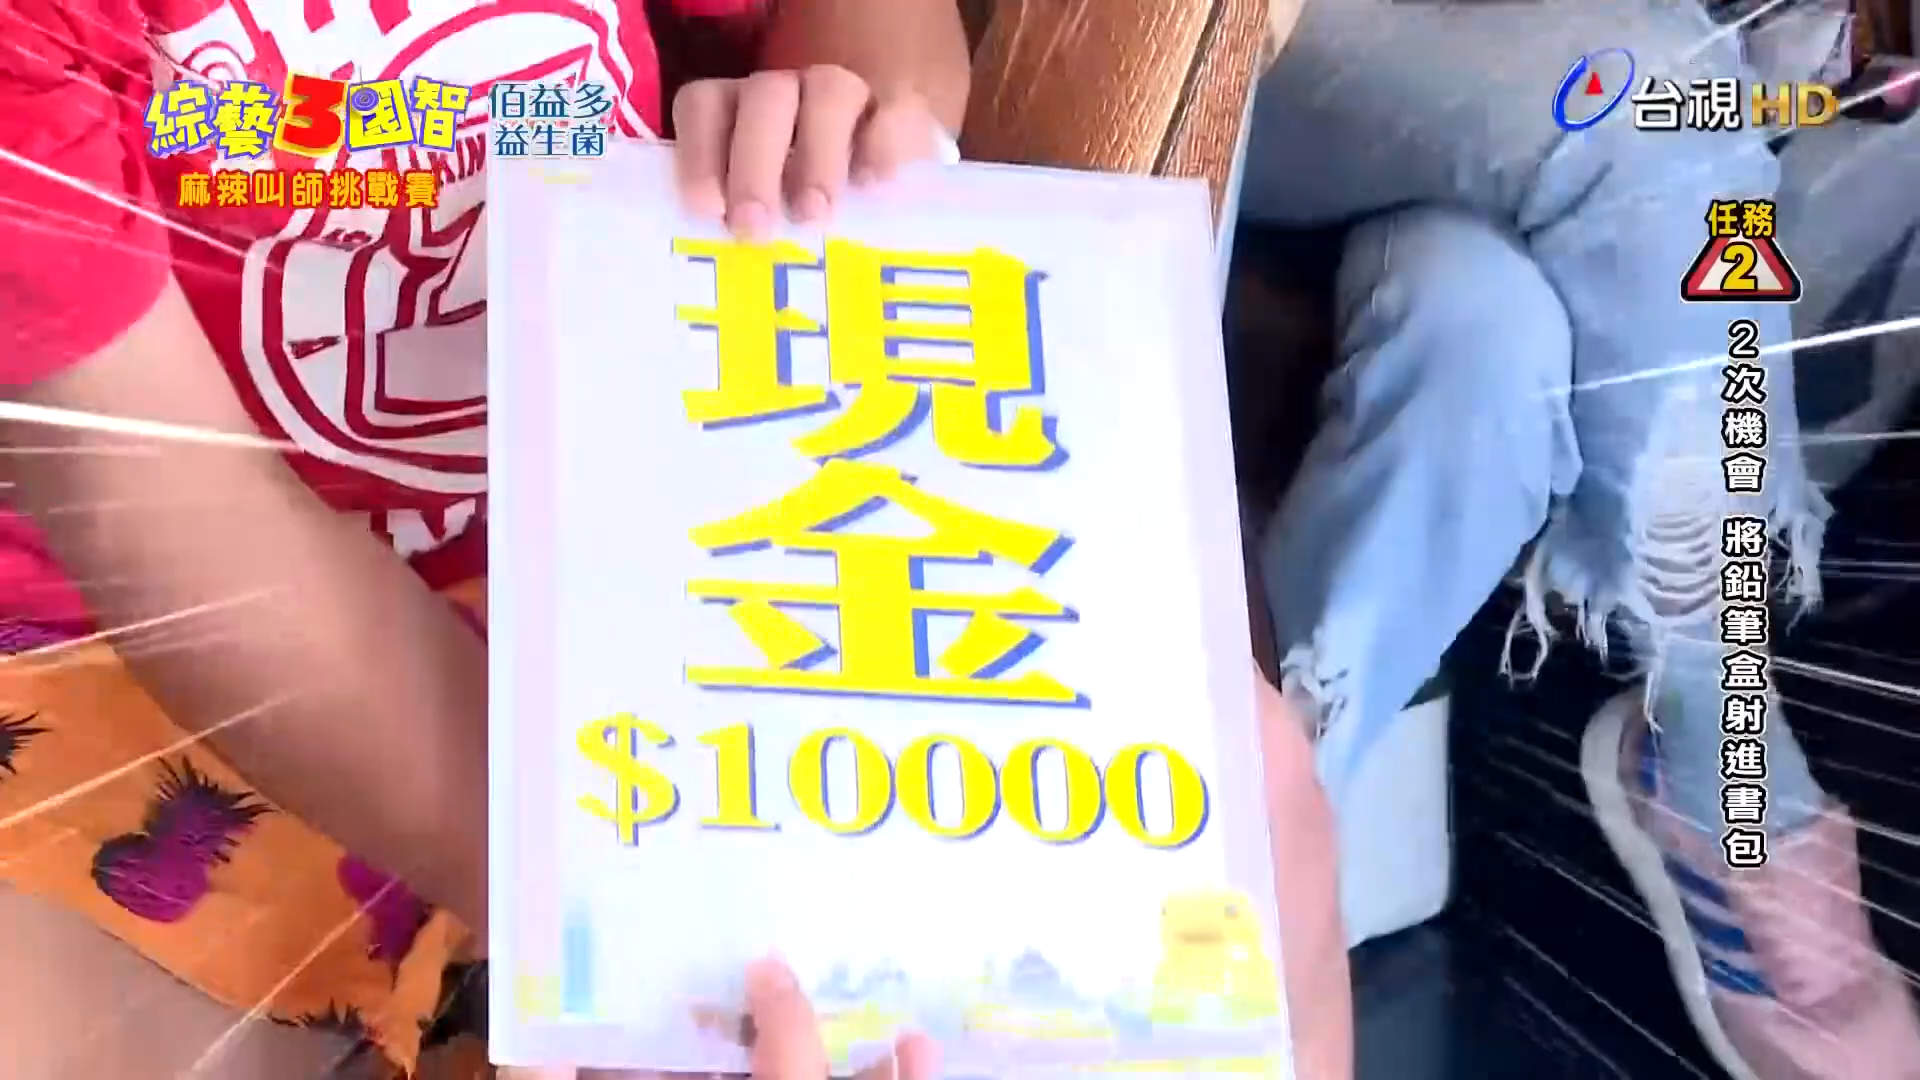 綜藝3國智
佰益多
益生菌
麻辣叫師挑戰賽
台視HD
任務
2
2次機會 將鉛筆盒射進書包
現
金
$10000
KIN